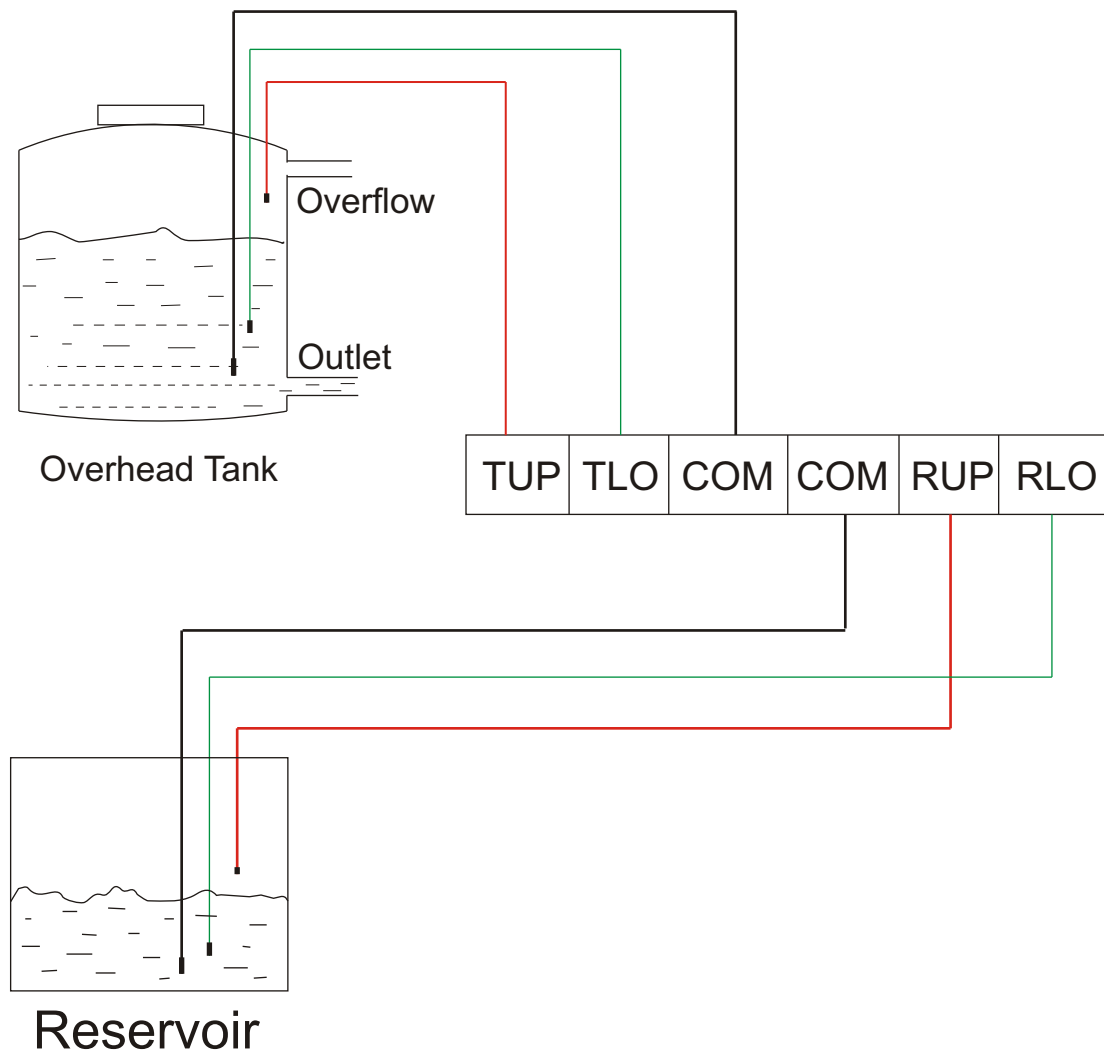 Overflow
Outlet
Overhead Tank
TUP TLO COM COM RUP RLO
Reservoir